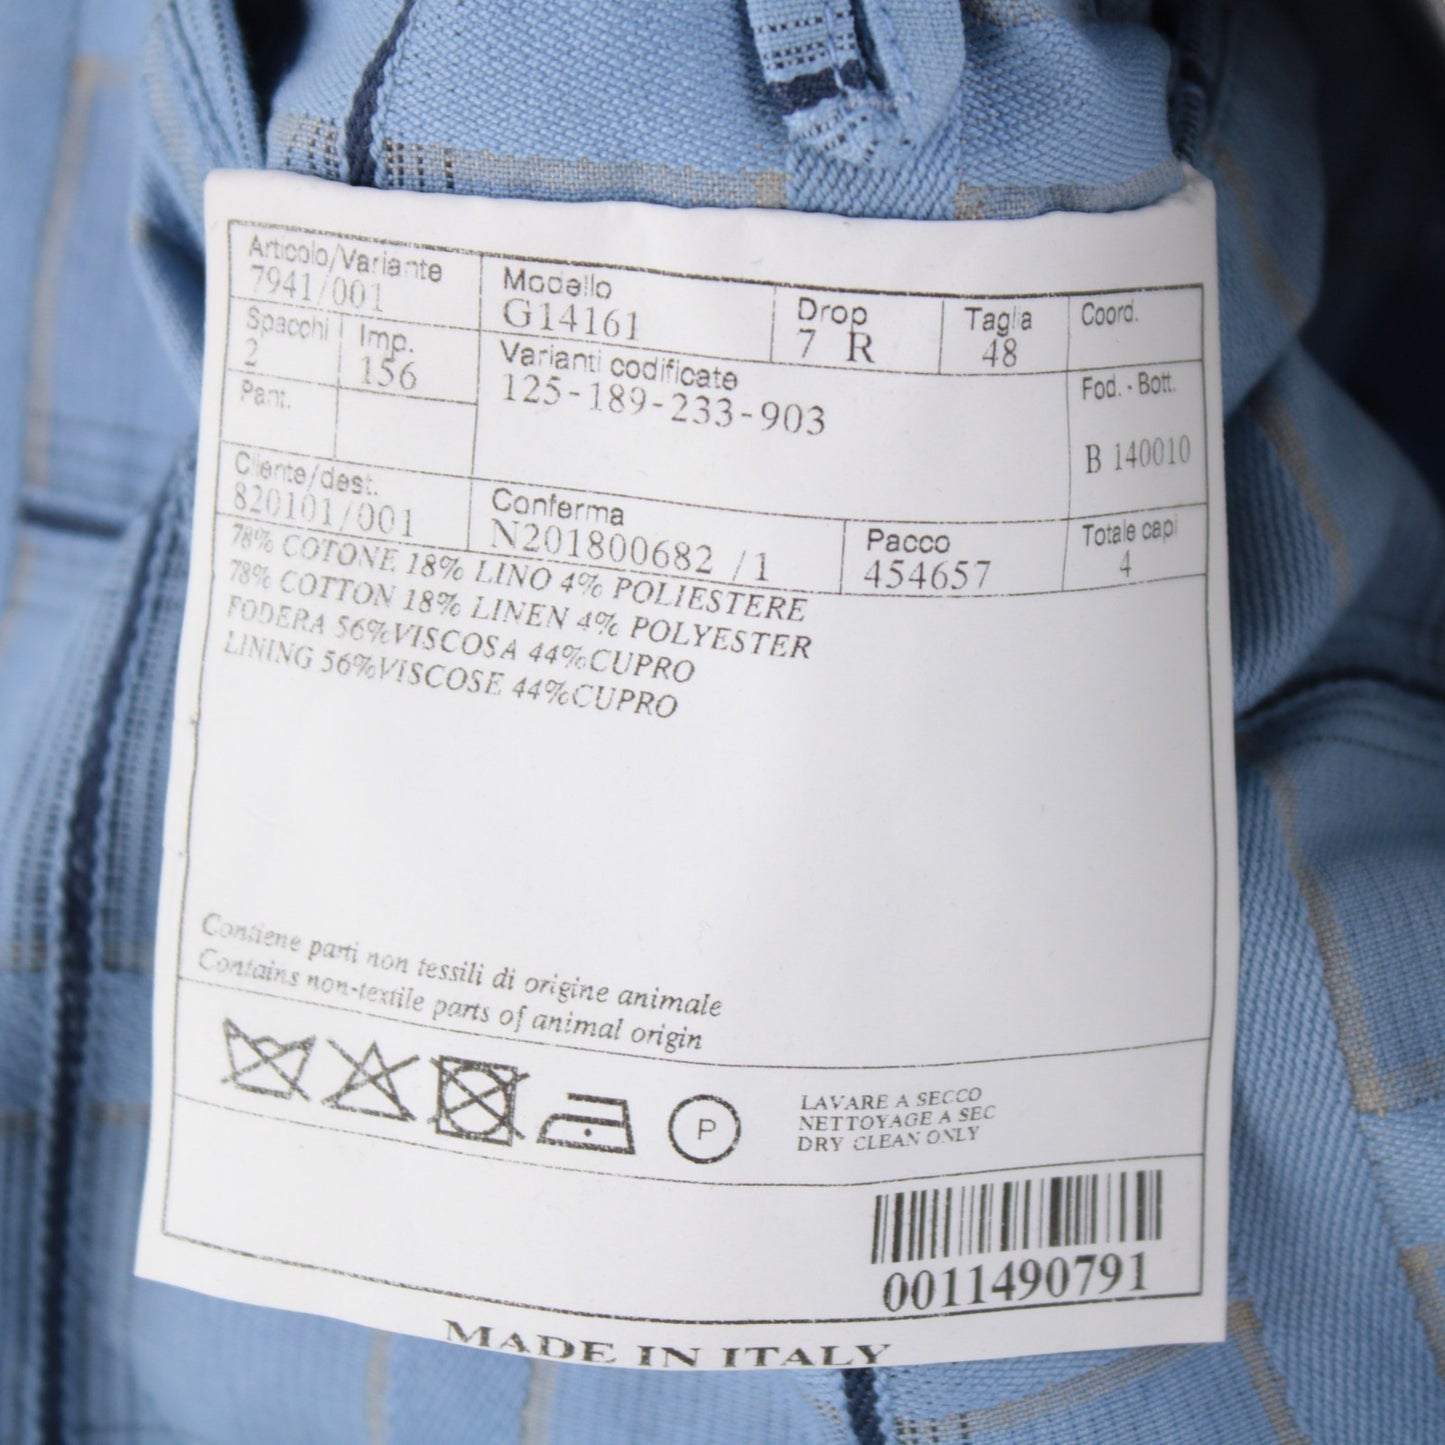 Articolo/Variante
7941/001
Modello
G14161
Drop
7 R
Taglia
48
Coord.
Spacchi
2
Imp.
156
Varianti codificate
125-189-233-903
Fod. - Bott.
B 140010
Pant.
Cliente/dest.
820101/001
Conferma
N201800682 /1
Pacco
454657
Totale capi
4
78% COTONE 18% LINO 4% POLIESTERE
78% COTTON 18% LINEN 4% POLYESTER
FODERA 56%VISCOSA 44%CUPRO
LINING 56%VISCOSE 44%CUPRO
Contiene parti non tessili di origine animale
Contains non-textile parts of animal origin
P
LAVARE A SECCO
NETTOYAGE A SEC
DRY CLEAN ONLY
0011490791
MADE IN ITALY